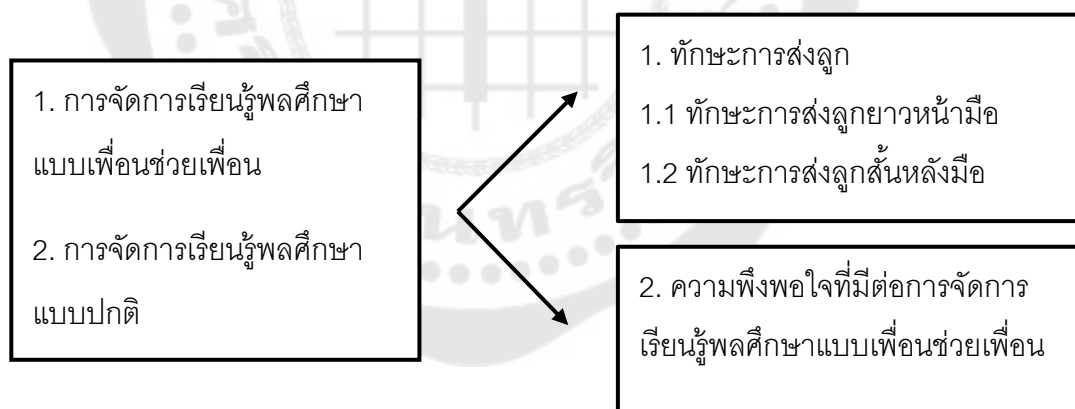 1. การจัดการเรียนรู้พลศึกษา
แบบเพื่อนช่วยเพื่อน
2. การจัดการเรียนรู้พลศึกษา
แบบปกติ
1. ทักษะการส่งลูก
1.1 ทักษะการส่งลูกยาวหน้ามือ
1.2 ทักษะการส่งลูกสั้นหลังมือ
2. ความพึงพอใจที่มีต่อการจัดการ
เรียนรู้พลศึกษาแบบเพื่อนช่วยเพื่อน